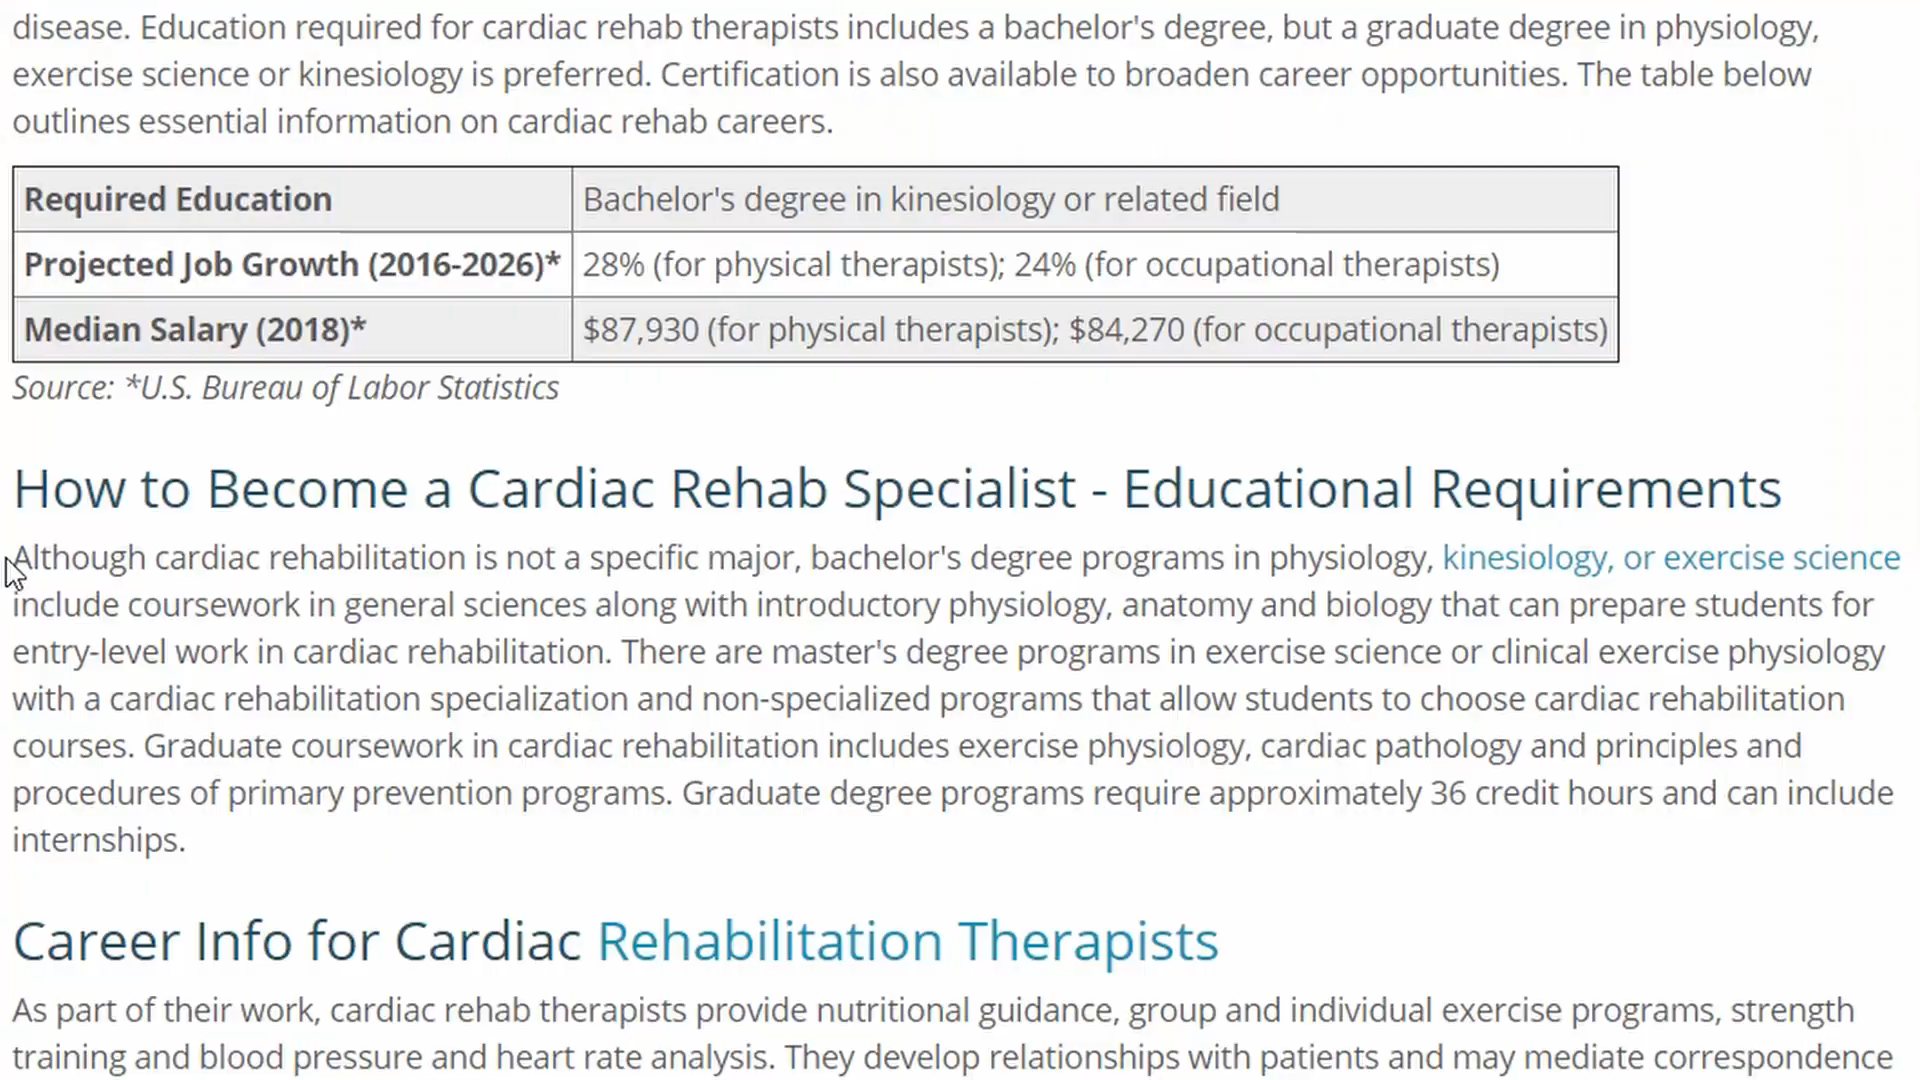 disease. Education required for cardiac rehab therapists includes a bachelor's degree, but a graduate degree in physiology,
exercise science or kinesiology is preferred. Certification is also available to broaden career opportunities. The table below
outlines essential information on cardiac rehab careers.
Required Education Bachelor's degree in kinesiology or related field
Projected Job Growth (2016-2026)* 28% (for physical therapists); 24% (for occupational therapists)
Median Salary (2018)* $87,930 (for physical therapists); $84,270 (for occupational therapists)
Source: *U.S. Bureau of Labor Statistics
How to Become a Cardiac Rehab Specialist - Educational Requirements
Although cardiac rehabilitation is not a specific major, bachelor's degree programs in physiology, kinesiology, or exercise science
include coursework in general sciences along with introductory physiology, anatomy and biology that can prepare students for
entry-level work in cardiac rehabilitation. There are master's degree programs in exercise science or clinical exercise physiology
with a cardiac rehabilitation specialization and non-specialized programs that allow students to choose cardiac rehabilitation
courses. Graduate coursework in cardiac rehabilitation includes exercise physiology, cardiac pathology and principles and
procedures of primary prevention programs. Graduate degree programs require approximately 36 credit hours and can include
internships.
Career Info for Cardiac Rehabilitation Therapists
As part of their work, cardiac rehab therapists provide nutritional guidance, group and individual exercise programs, strength
training and blood pressure and heart rate analysis. They develop relationships with patients and may mediate correspondence